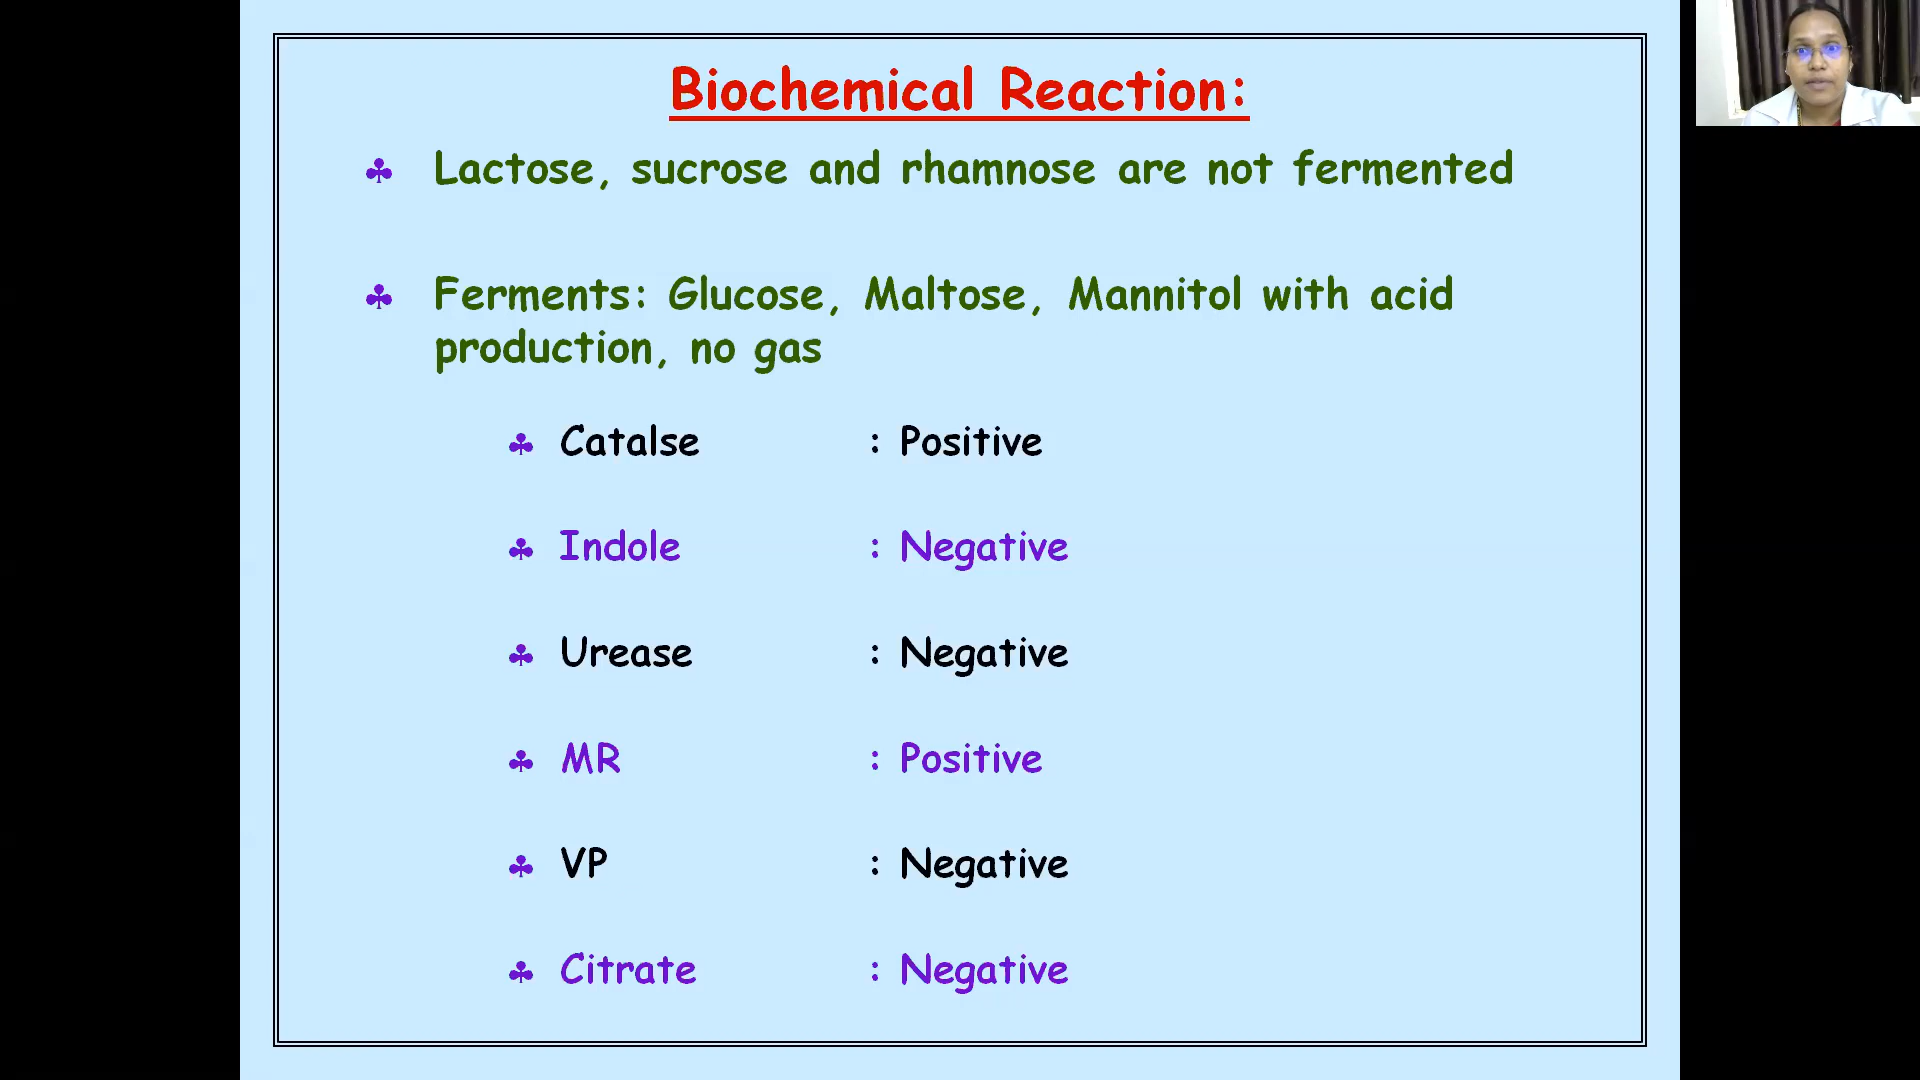 Biochemical Reaction:
♣ Lactose, sucrose and rhamnose are not fermented
♣ Ferments: Glucose, Maltose, Mannitol with acid
production, no gas
♣ Catalse : Positive
♣ Indole : Negative
♣ Urease : Negative
♣ MR : Positive
♣ VP : Negative
♣ Citrate : Negative